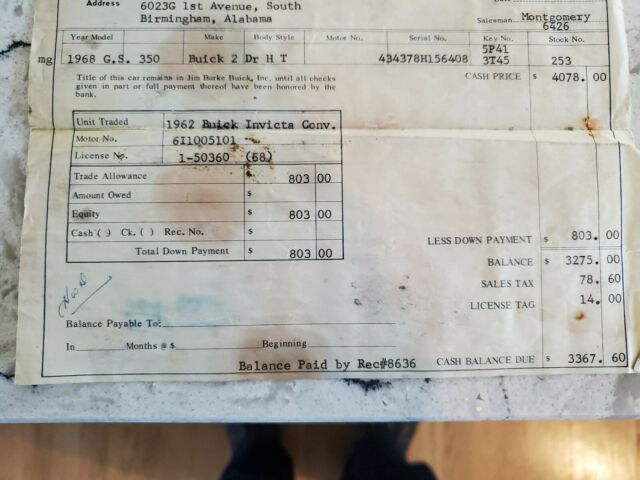 Address 6023G 1st Avenue, South
Birmingham, Alabama
Salesman Montgomery
6426
Year Model Make Body Style Motor No. Serial No. Key No. Stock No.
5P41
mg 1968 G.S. 350 Buick 2 Dr H T 434378H156408 3T45 253
Title of this car remains in Jim Burke Buick, Inc. until all checks
given in part or full payment thereof have been honored by the
bank.
CASH PRICE $ 4078. 00
Unit Traded 1962 Buick Invicta Conv.
Motor No. 6I1005101
License No. 1-50360 (68)
Trade Allowance $ 803 00
Amount Owed $
Equity $ 803 00
Cash ( ) Ck. ( ) Rec. No. $
Total Down Payment $ 803 00
LESS DOWN PAYMENT $ 803. 00
BALANCE $ 3275. 00
SALES TAX 78. 60
LICENSE TAG 14. 00
Balance Payable To:
In Months @ $ Beginning
Balance Paid by Rec#8636
CASH BALANCE DUE $ 3367. 60